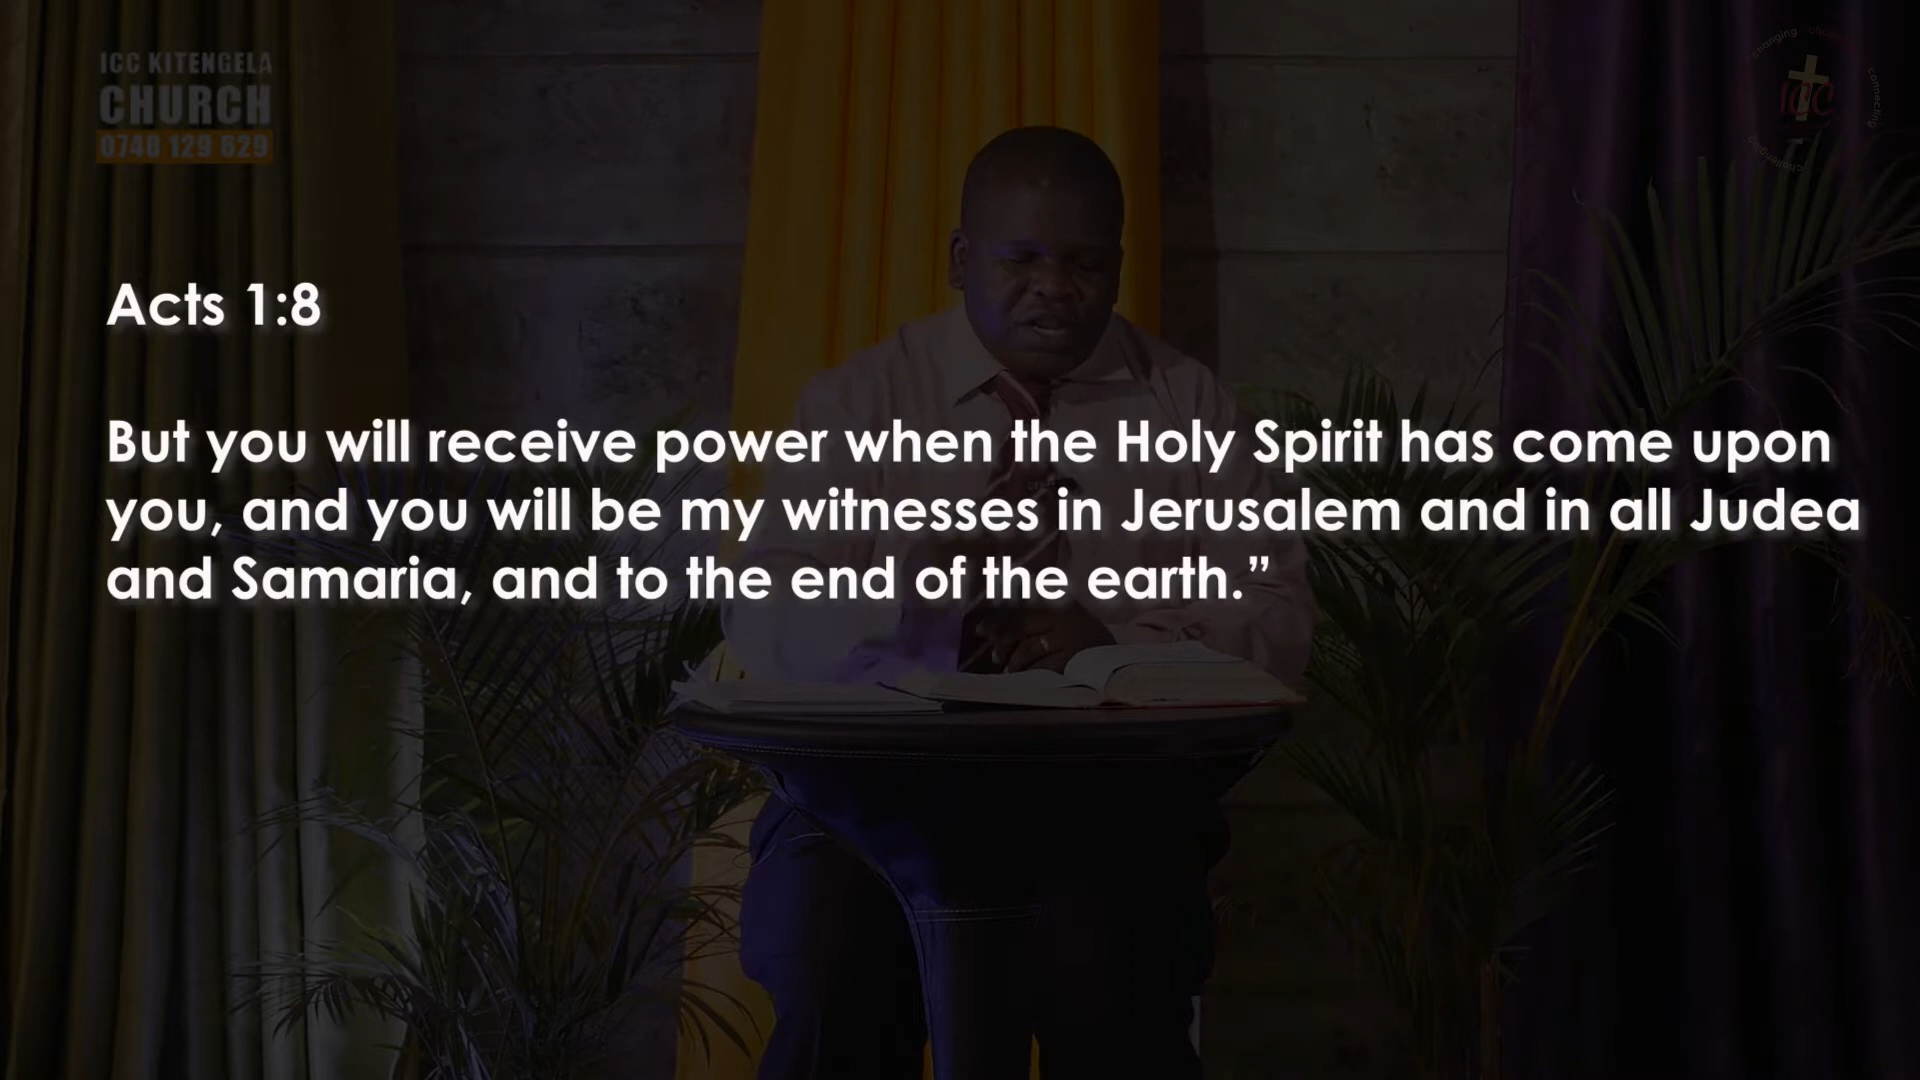 ICC KITENGELA
CHURCH
0740 129 629
changing
connecting
ICC
Acts 1:8
But you will receive power when the Holy Spirit has come upon
you, and you will be my witnesses in Jerusalem and in all Judea
and Samaria, and to the end of the earth.”